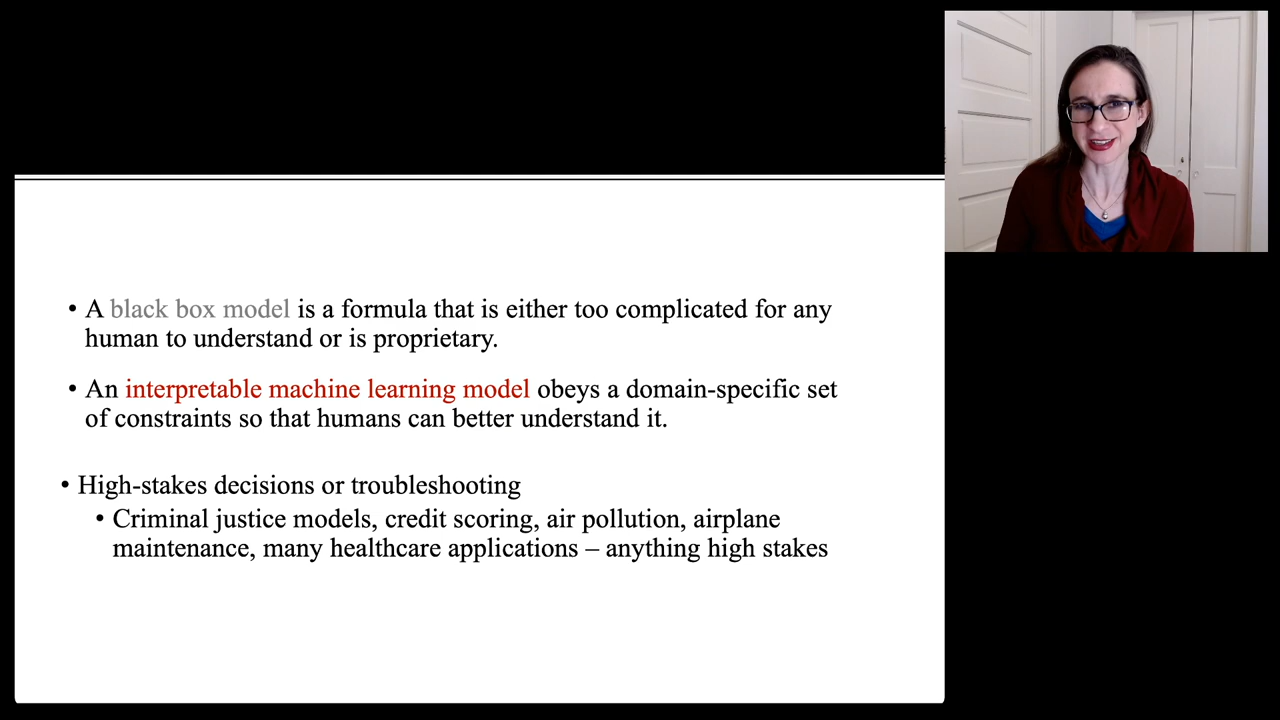 • A black box model is a formula that is either too complicated for any
human to understand or is proprietary.
• An interpretable machine learning model obeys a domain-specific set
of constraints so that humans can better understand it.
• High-stakes decisions or troubleshooting
• Criminal justice models, credit scoring, air pollution, airplane
maintenance, many healthcare applications – anything high stakes